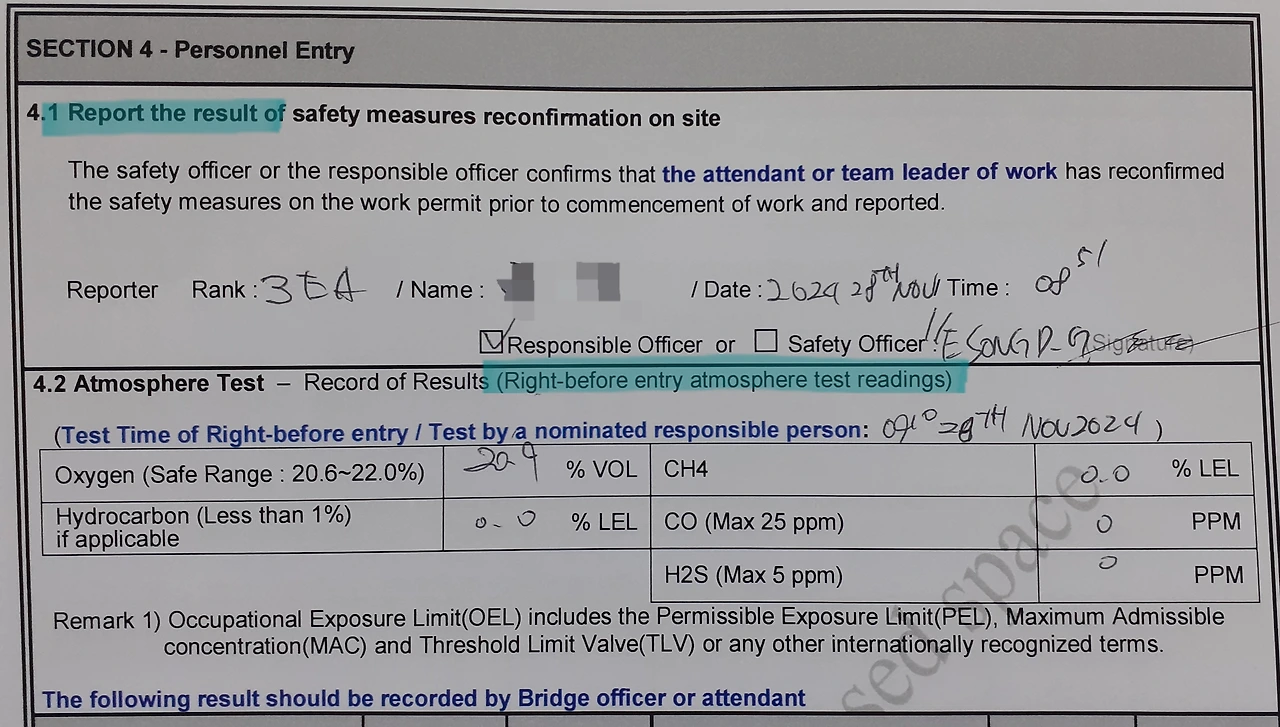 SECTION 4 - Personnel Entry
4.1 Report the result of safety measures reconfirmation on site
The safety officer or the responsible officer confirms that the attendant or team leader of work has reconfirmed
the safety measures on the work permit prior to commencement of work and reported.
Reporter Rank : 3EA / Name : / Date : 2024 28th NOV / Time : 0851
Responsible Officer or Safety Officer : (Signature)
4.2 Atmosphere Test – Record of Results (Right-before entry atmosphere test readings)
(Test Time of Right-before entry / Test by a nominated responsible person: 0910 28TH NOV 2024 )
Oxygen (Safe Range : 20.6~22.0%) 20.9 % VOL CH4 0.0 % LEL
Hydrocarbon (Less than 1%)
if applicable 0.0 % LEL CO (Max 25 ppm) 0 PPM
H2S (Max 5 ppm) 0 PPM
Remark 1) Occupational Exposure Limit(OEL) includes the Permissible Exposure Limit(PEL), Maximum Admissible
concentration(MAC) and Threshold Limit Valve(TLV) or any other internationally recognized terms.
sed space
The following result should be recorded by Bridge officer or attendant